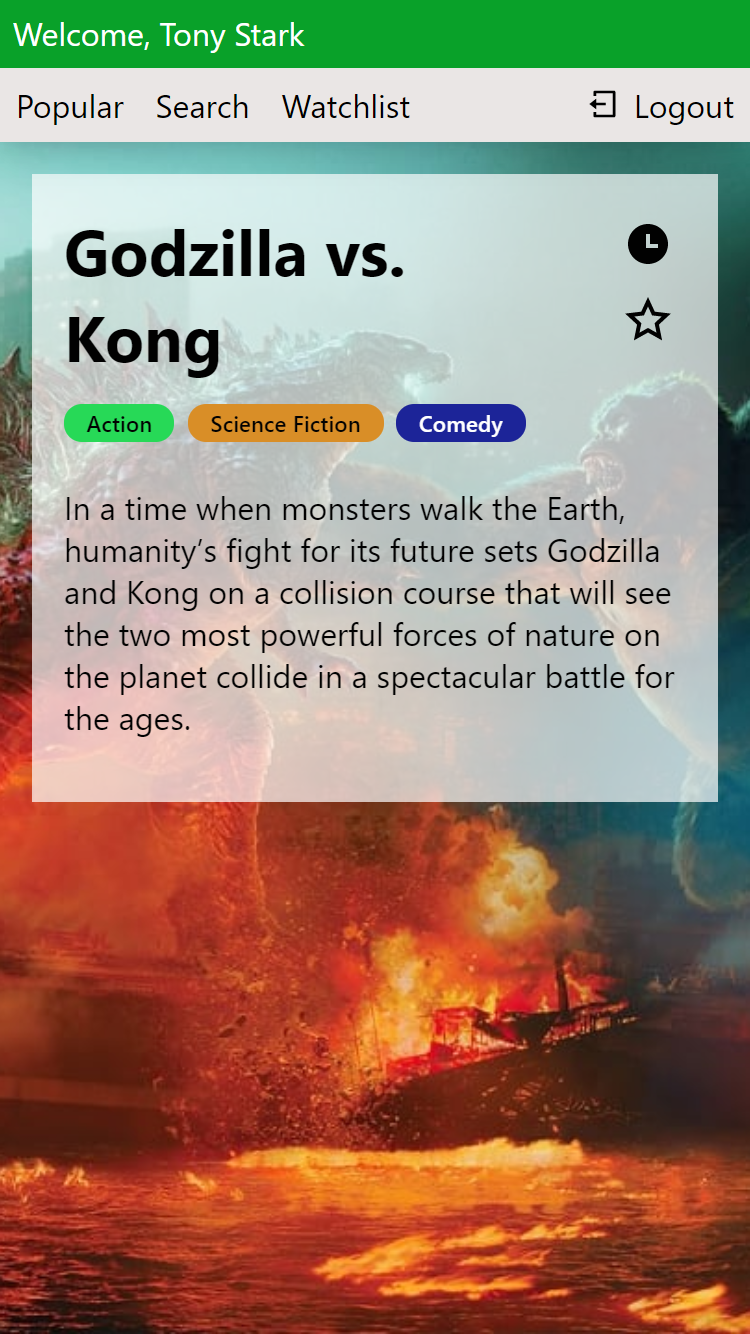 Welcome, Tony Stark
Popular Search Watchlist Logout
Godzilla vs.
Kong
Action Science Fiction Comedy
In a time when monsters walk the Earth,
humanity’s fight for its future sets Godzilla
and Kong on a collision course that will see
the two most powerful forces of nature on
the planet collide in a spectacular battle for
the ages.